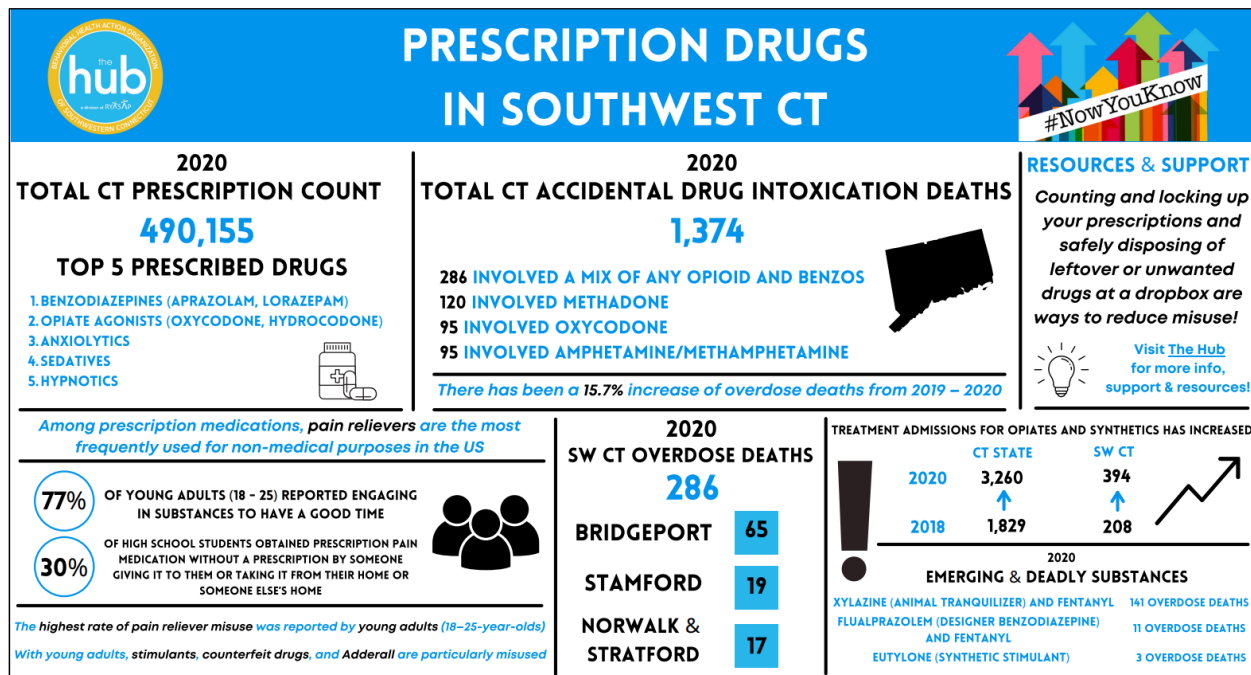 BEHAVIORAL HEALTH ACTION ORGANIZATION
OF SOUTHWESTERN CONNECTICUT
the
hub
a division of RYASAP
PRESCRIPTION DRUGS
IN SOUTHWEST CT
#NowYouKnow
2020
TOTAL CT PRESCRIPTION COUNT
490,155
TOP 5 PRESCRIBED DRUGS
1. BENZODIAZEPINES (APRAZOLAM, LORAZEPAM)
2. OPIATE AGONISTS (OXYCODONE, HYDROCODONE)
3. ANXIOLYTICS
4. SEDATIVES
5. HYPNOTICS
2020
TOTAL CT ACCIDENTAL DRUG INTOXICATION DEATHS
1,374
286 INVOLVED A MIX OF ANY OPIOID AND BENZOS
120 INVOLVED METHADONE
95 INVOLVED OXYCODONE
95 INVOLVED AMPHETAMINE/METHAMPHETAMINE
There has been a 15.7% increase of overdose deaths from 2019 – 2020
RESOURCES & SUPPORT
Counting and locking up
your prescriptions and
safely disposing of
leftover or unwanted
drugs at a dropbox are
ways to reduce misuse!
Visit The Hub
for more info,
support & resources!
Among prescription medications, pain relievers are the most
frequently used for non-medical purposes in the US
77%
OF YOUNG ADULTS (18 - 25) REPORTED ENGAGING
IN SUBSTANCES TO HAVE A GOOD TIME
30%
OF HIGH SCHOOL STUDENTS OBTAINED PRESCRIPTION PAIN
MEDICATION WITHOUT A PRESCRIPTION BY SOMEONE
GIVING IT TO THEM OR TAKING IT FROM THEIR HOME OR
SOMEONE ELSE'S HOME
The highest rate of pain reliever misuse was reported by young adults (18–25-year-olds)
With young adults, stimulants, counterfeit drugs, and Adderall are particularly misused
2020
SW CT OVERDOSE DEATHS
286
BRIDGEPORT 65
STAMFORD 19
NORWALK &
STRATFORD 17
TREATMENT ADMISSIONS FOR OPIATES AND SYNTHETICS HAS INCREASED
CT STATE SW CT
2020 3,260 394
2018 1,829 208
2020
EMERGING & DEADLY SUBSTANCES
XYLAZINE (ANIMAL TRANQUILIZER) AND FENTANYL 141 OVERDOSE DEATHS
FLUALPRAZOLEM (DESIGNER BENZODIAZEPINE)
AND FENTANYL 11 OVERDOSE DEATHS
EUTYLONE (SYNTHETIC STIMULANT) 3 OVERDOSE DEATHS